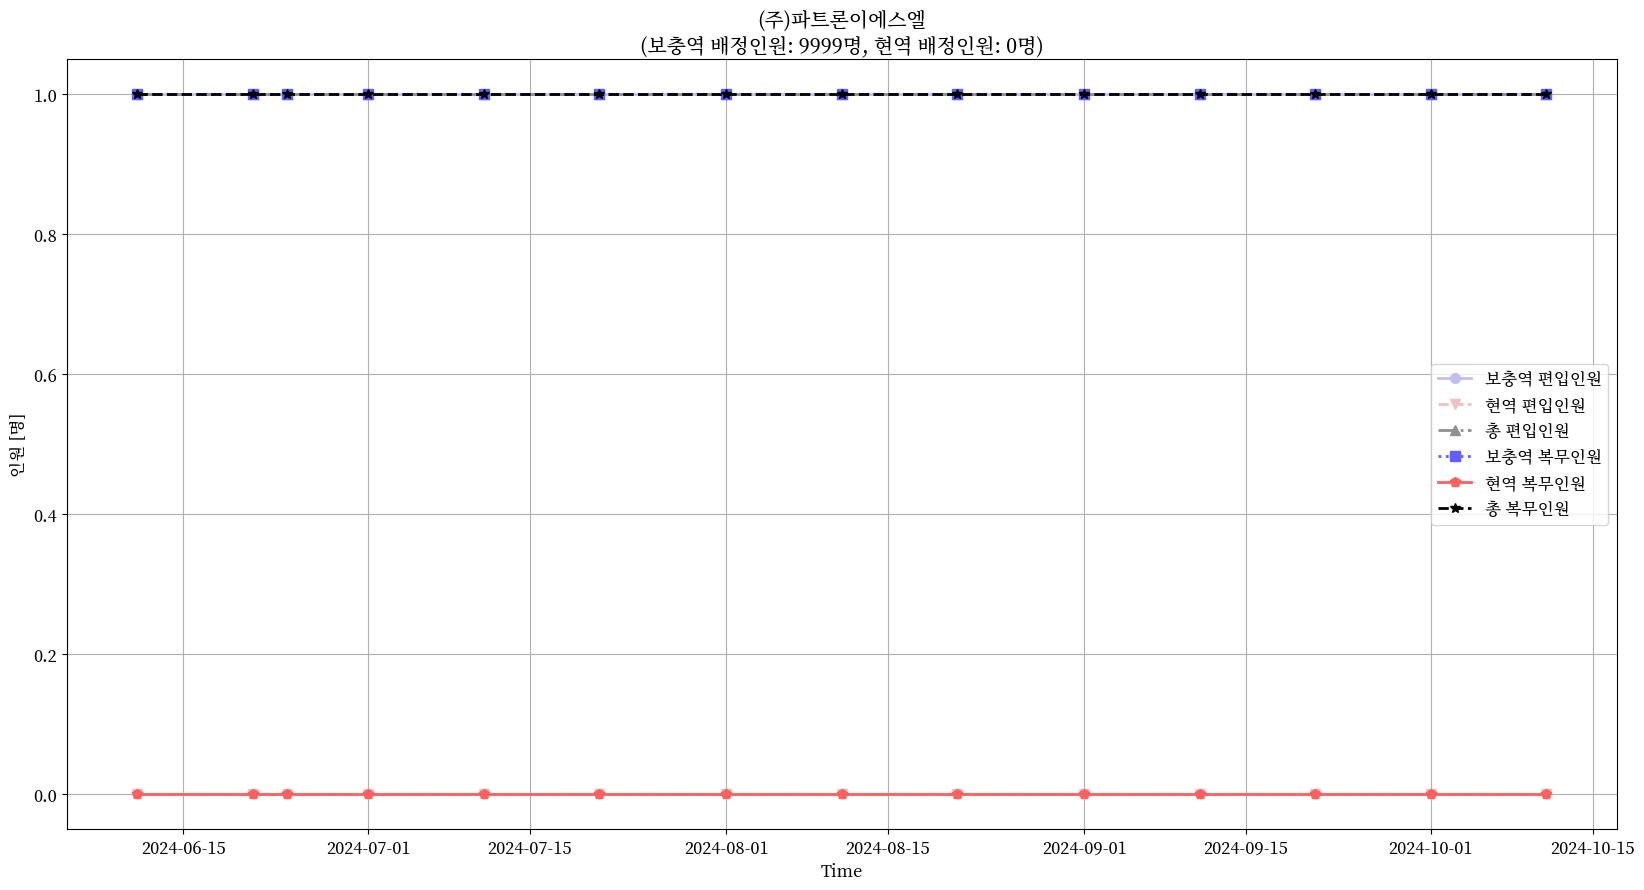 (주)파트론이에스엘
(보충역 배정인원: 9999명, 현역 배정인원: 0명)
1.0
0.8
0.6
0.4
0.2
0.0
인원 [명]
보충역 편입인원
현역 편입인원
총 편입인원
보충역 복무인원
현역 복무인원
총 복무인원
2024-06-15
2024-07-01
2024-07-15
2024-08-01
2024-08-15
2024-09-01
2024-09-15
2024-10-01
2024-10-15
Time